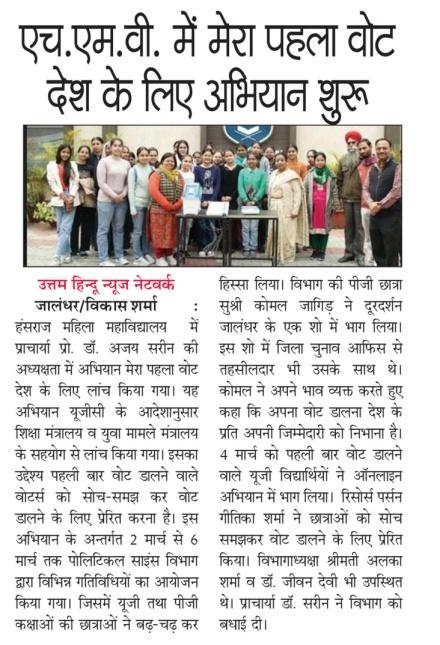 एच.एम.वी. में मेरा पहला वोट
देश के लिए अभियान शुरू
उत्तम हिन्दू न्यूज नेटवर्क
जालंधर/विकास शर्मा :
हंसराज महिला महाविद्यालय में
प्राचार्या प्रो. डॉ. अजय सरीन की
अध्यक्षता में अभियान मेरा पहला वोट
देश के लिए लांच किया गया। यह
अभियान यूजीसी के आदेशानुसार
शिक्षा मंत्रालय व युवा मामले मंत्रालय
के सहयोग से लांच किया गया। इसका
उद्देश्य पहली बार वोट डालने वाले
वोटर्स को सोच-समझ कर वोट
डालने के लिए प्रेरित करना है। इस
अभियान के अन्तर्गत 2 मार्च से 6
मार्च तक पोलिटिकल साइंस विभाग
द्वारा विभिन्न गतिविधियों का आयोजन
किया गया। जिसमें यूजी तथा पीजी
कक्षाओं की छात्राओं ने बढ़-चढ़ कर
हिस्सा लिया। विभाग की पीजी छात्रा
सुश्री कोमल जागिड़ ने दूरदर्शन
जालंधर के एक शो में भाग लिया।
इस शो में जिला चुनाव आफिस से
तहसीलदार भी उसके साथ थे।
कोमल ने अपने भाव व्यक्त करते हुए
कहा कि अपना वोट डालना देश के
प्रति अपनी जिम्मेदारी को निभाना है।
4 मार्च को पहली बार वोट डालने
वाले यूजी विद्यार्थियों ने ऑनलाइन
अभियान में भाग लिया। रिसोर्स पर्सन
गीतिका शर्मा ने छात्राओं को सोच
समझकर वोट डालने के लिए प्रेरित
किया। विभागाध्यक्षा श्रीमती अलका
शर्मा व डॉ. जीवन देवी भी उपस्थित
थे। प्राचार्या डॉ. सरीन ने विभाग को
बधाई दी।